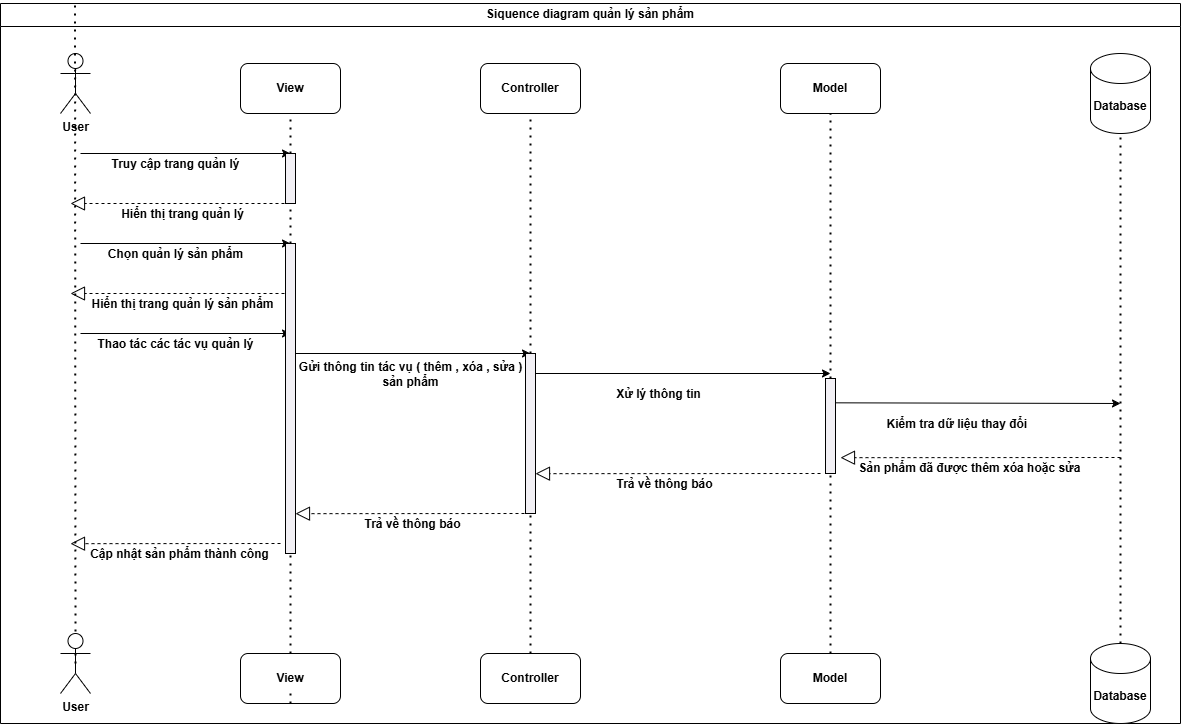 Siquence diagram quản lý sản phẩm
User
View
Controller
Model
Database
Truy cập trang quản lý
Hiển thị trang quản lý
Chọn quản lý sản phẩm
Hiển thị trang quản lý sản phẩm
Thao tác các tác vụ quản lý
Gửi thông tin tác vụ ( thêm , xóa , sửa )
sản phẩm
Xử lý thông tin
Kiểm tra dữ liệu thay đổi
Sản phẩm đã được thêm xóa hoặc sửa
Trả về thông báo
Trả về thông báo
Cập nhật sản phẩm thành công
User
View
Controller
Model
Database